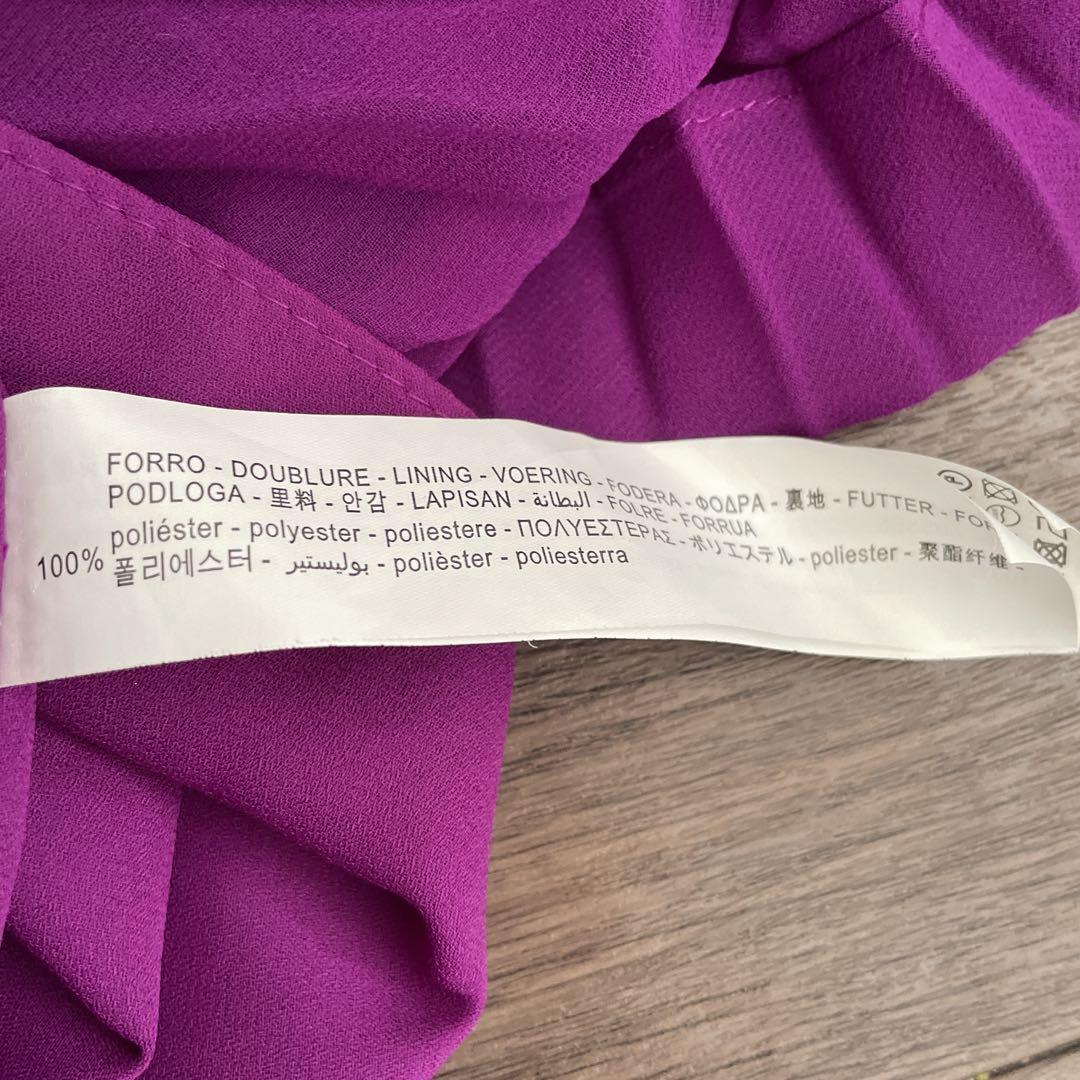 FORRO - DOUBLURE - LINING - VOERING - FODERA - ΦΟΔΡΑ - 裏地 - FUTTER -
PODLOGA - 里料 - 안감 - LAPISAN - البطانة - FOLRE - FORRUA
poliéster - polyester - poliestere - ΠΟΛΥΕΣΤΕΡΑΣ - ポリエステル - poliester - 聚酯纤维 -
100% 폴리에스터 - بوليستير - polièster - poliesterra